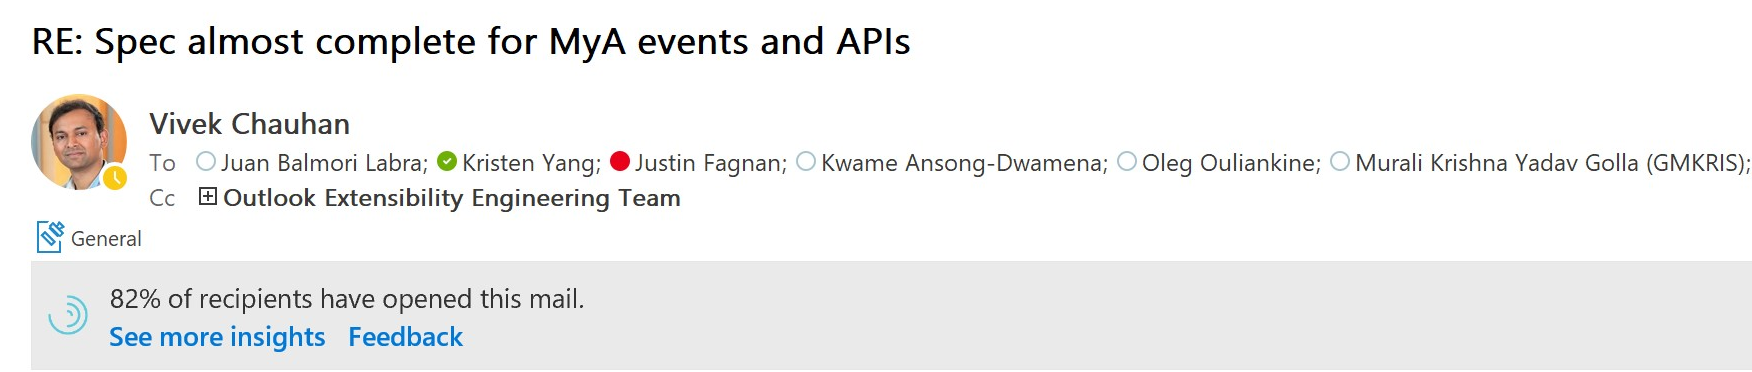 RE: Spec almost complete for MyA events and APIs
Vivek Chauhan
To Juan Balmori Labra; Kristen Yang; Justin Fagnan; Kwame Ansong-Dwamena; Oleg Ouliankine; Murali Krishna Yadav Golla (GMKRIS);
Cc Outlook Extensibility Engineering Team
General
82% of recipients have opened this mail.
See more insights Feedback